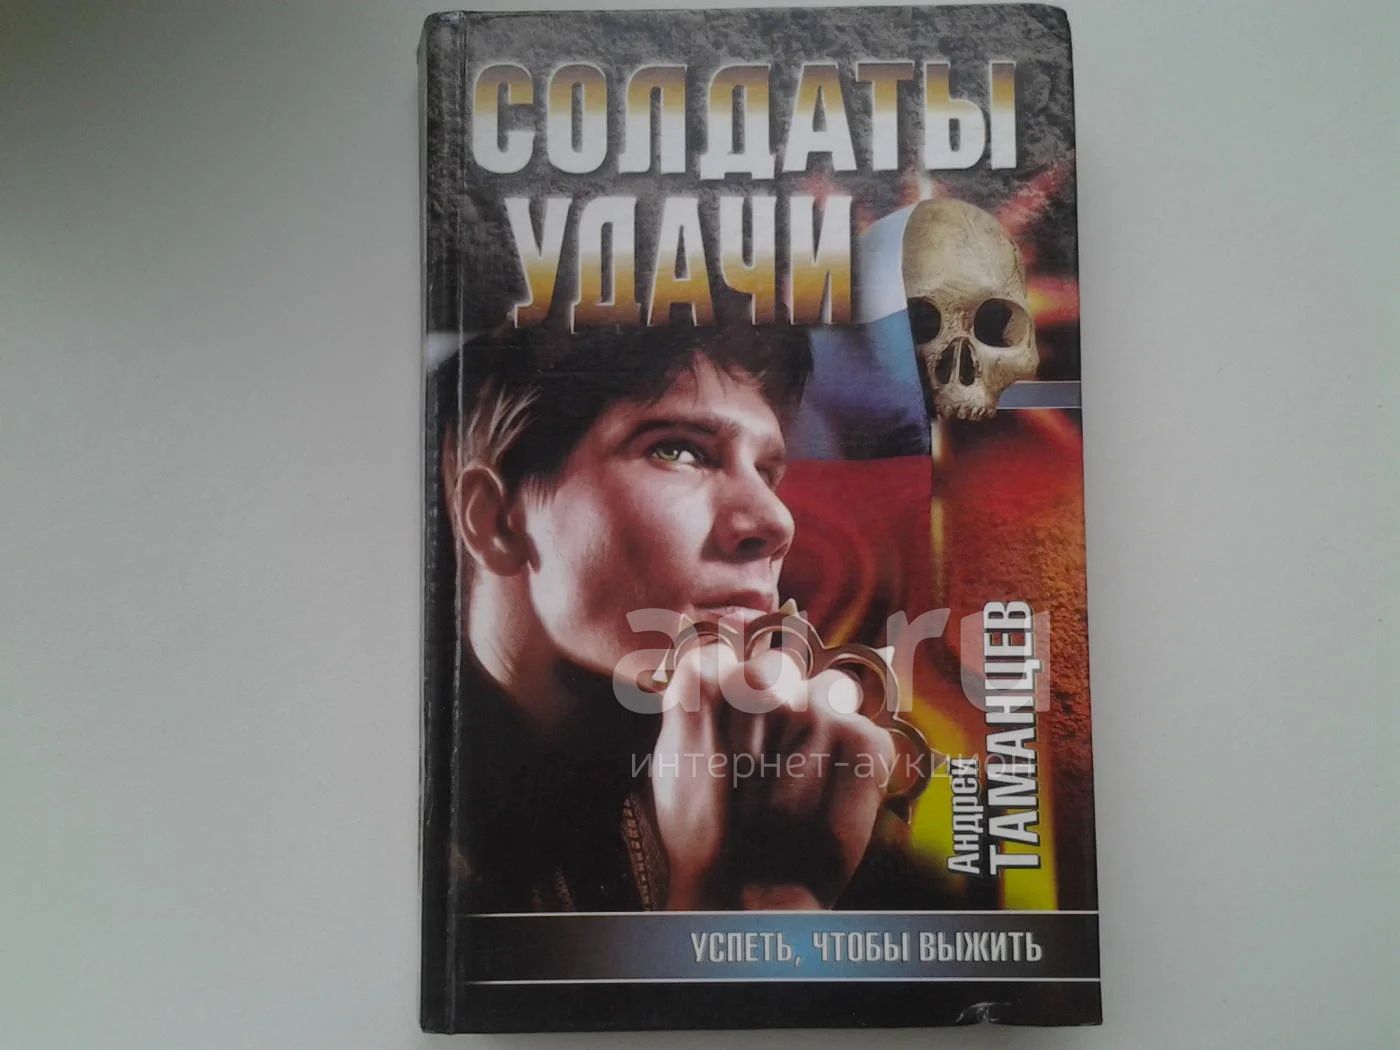 СОЛДАТЫ
УДАЧИ
au.ru
интернет-аукцион
Андрей
ТАМАНЦЕВ
УСПЕТЬ, ЧТОБЫ ВЫЖИТЬ